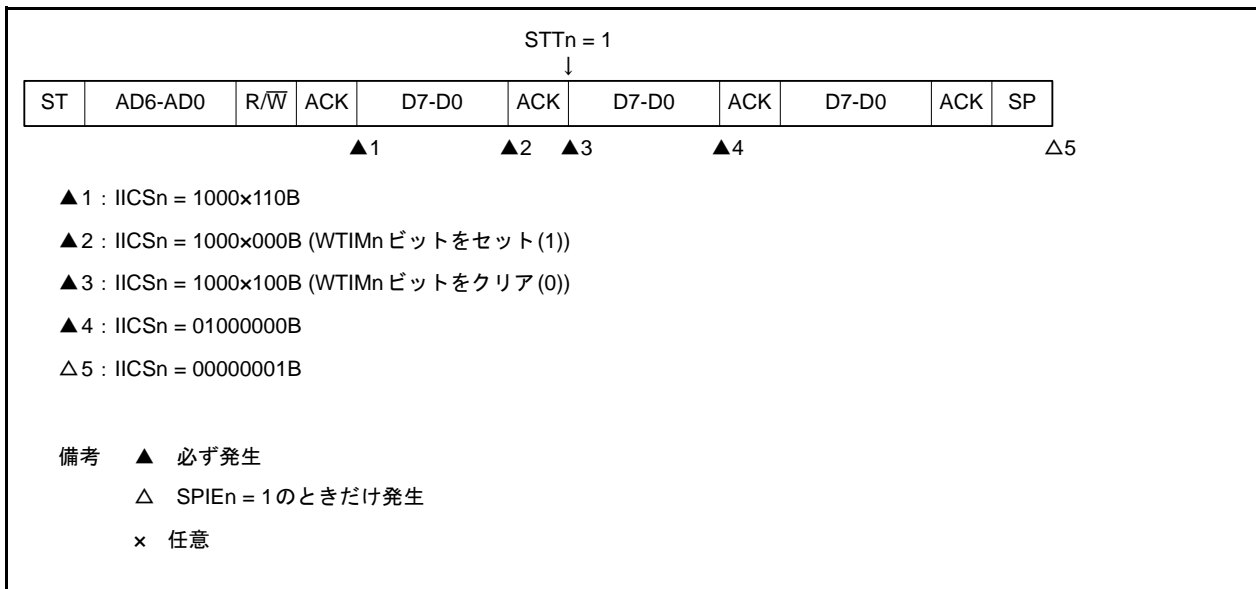 STTn = 1
↓
ST AD6-AD0 R/W̅ ACK D7-D0 ACK D7-D0 ACK D7-D0 ACK SP
▲1 ▲2 ▲3 ▲4 △5
▲1：IICSn = 1000×110B
▲2：IICSn = 1000×000B (WTIMnビットをセット(1))
▲3：IICSn = 1000×100B (WTIMnビットをクリア(0))
▲4：IICSn = 01000000B
△5：IICSn = 00000001B
備考 ▲ 必ず発生
△ SPIEn = 1のときだけ発生
× 任意